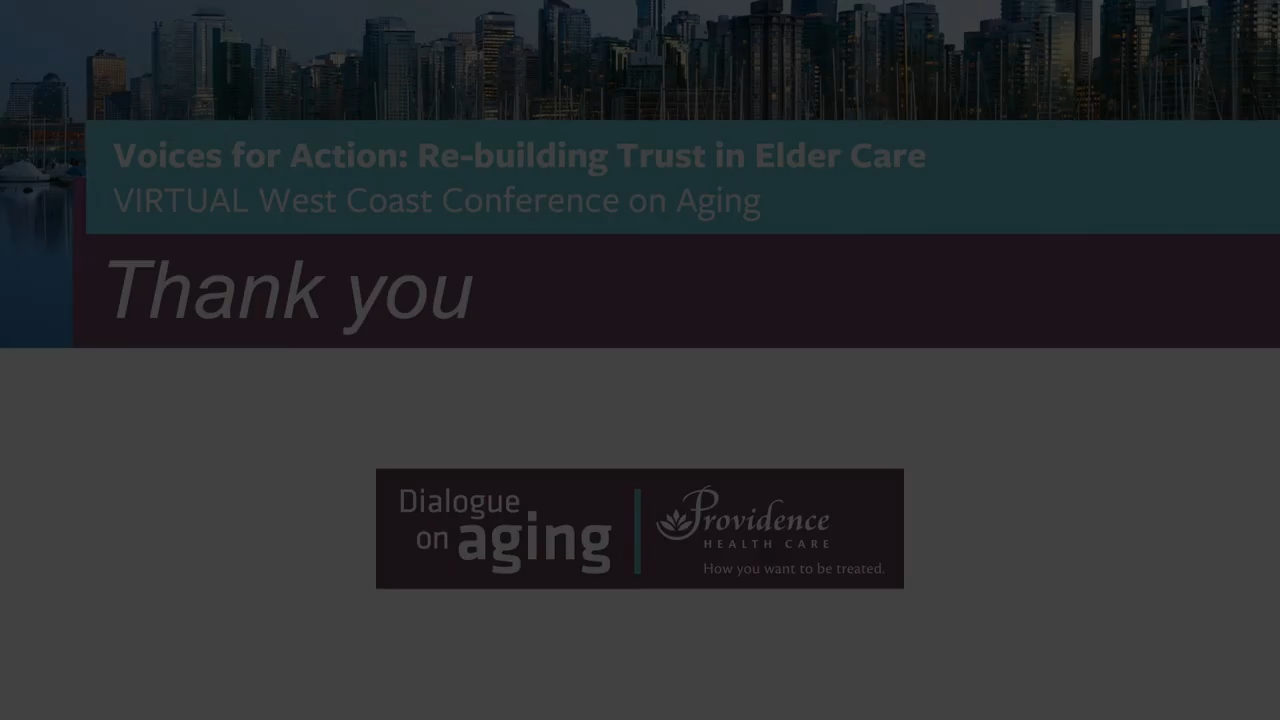 Voices for Action: Re-building Trust in Elder Care
VIRTUAL West Coast Conference on Aging
Thank you
Dialogue
on aging
Providence
HEALTH CARE
How you want to be treated.